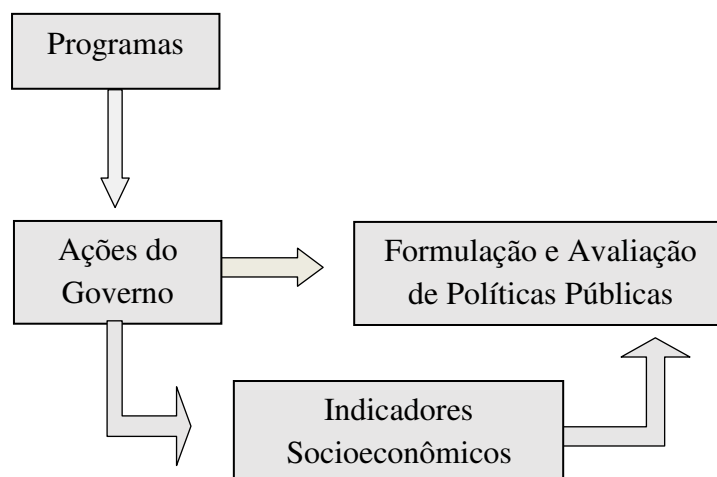 Programas
Ações do
Governo
Formulação e Avaliação
de Políticas Públicas
Indicadores
Socioeconômicos